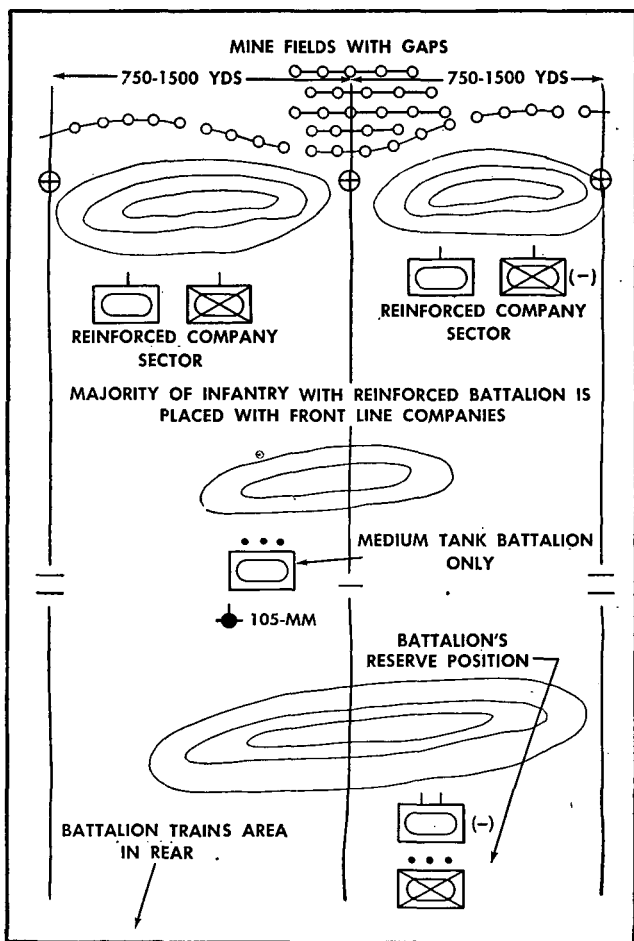 MINE FIELDS WITH GAPS
750-1500 YDS
750-1500 YDS
REINFORCED COMPANY
SECTOR
(-)
REINFORCED COMPANY
SECTOR
MAJORITY OF INFANTRY WITH REINFORCED BATTALION IS
PLACED WITH FRONT LINE COMPANIES
MEDIUM TANK BATTALION
ONLY
105-MM
BATTALION'S
RESERVE POSITION
(-)
BATTALION TRAINS AREA
IN REAR